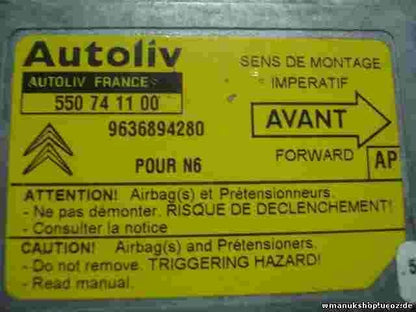 Autoliv
AUTOLIV FRANCE
550 74 11 00
9636894280
POUR N6
SENS DE MONTAGE
IMPERATIF
AVANT
FORWARD
AP
ATTENTION! Airbag(s) et Prétensionneurs.
- Ne pas démonter. RISQUE DE DECLENCHEMENT!
- Consulter la notice
CAUTION! Airbag(s) and Prétensioners.
- Do not remove. TRIGGERING HAZARD!
- Read manual.
5
wmanukshop.ucoz.de